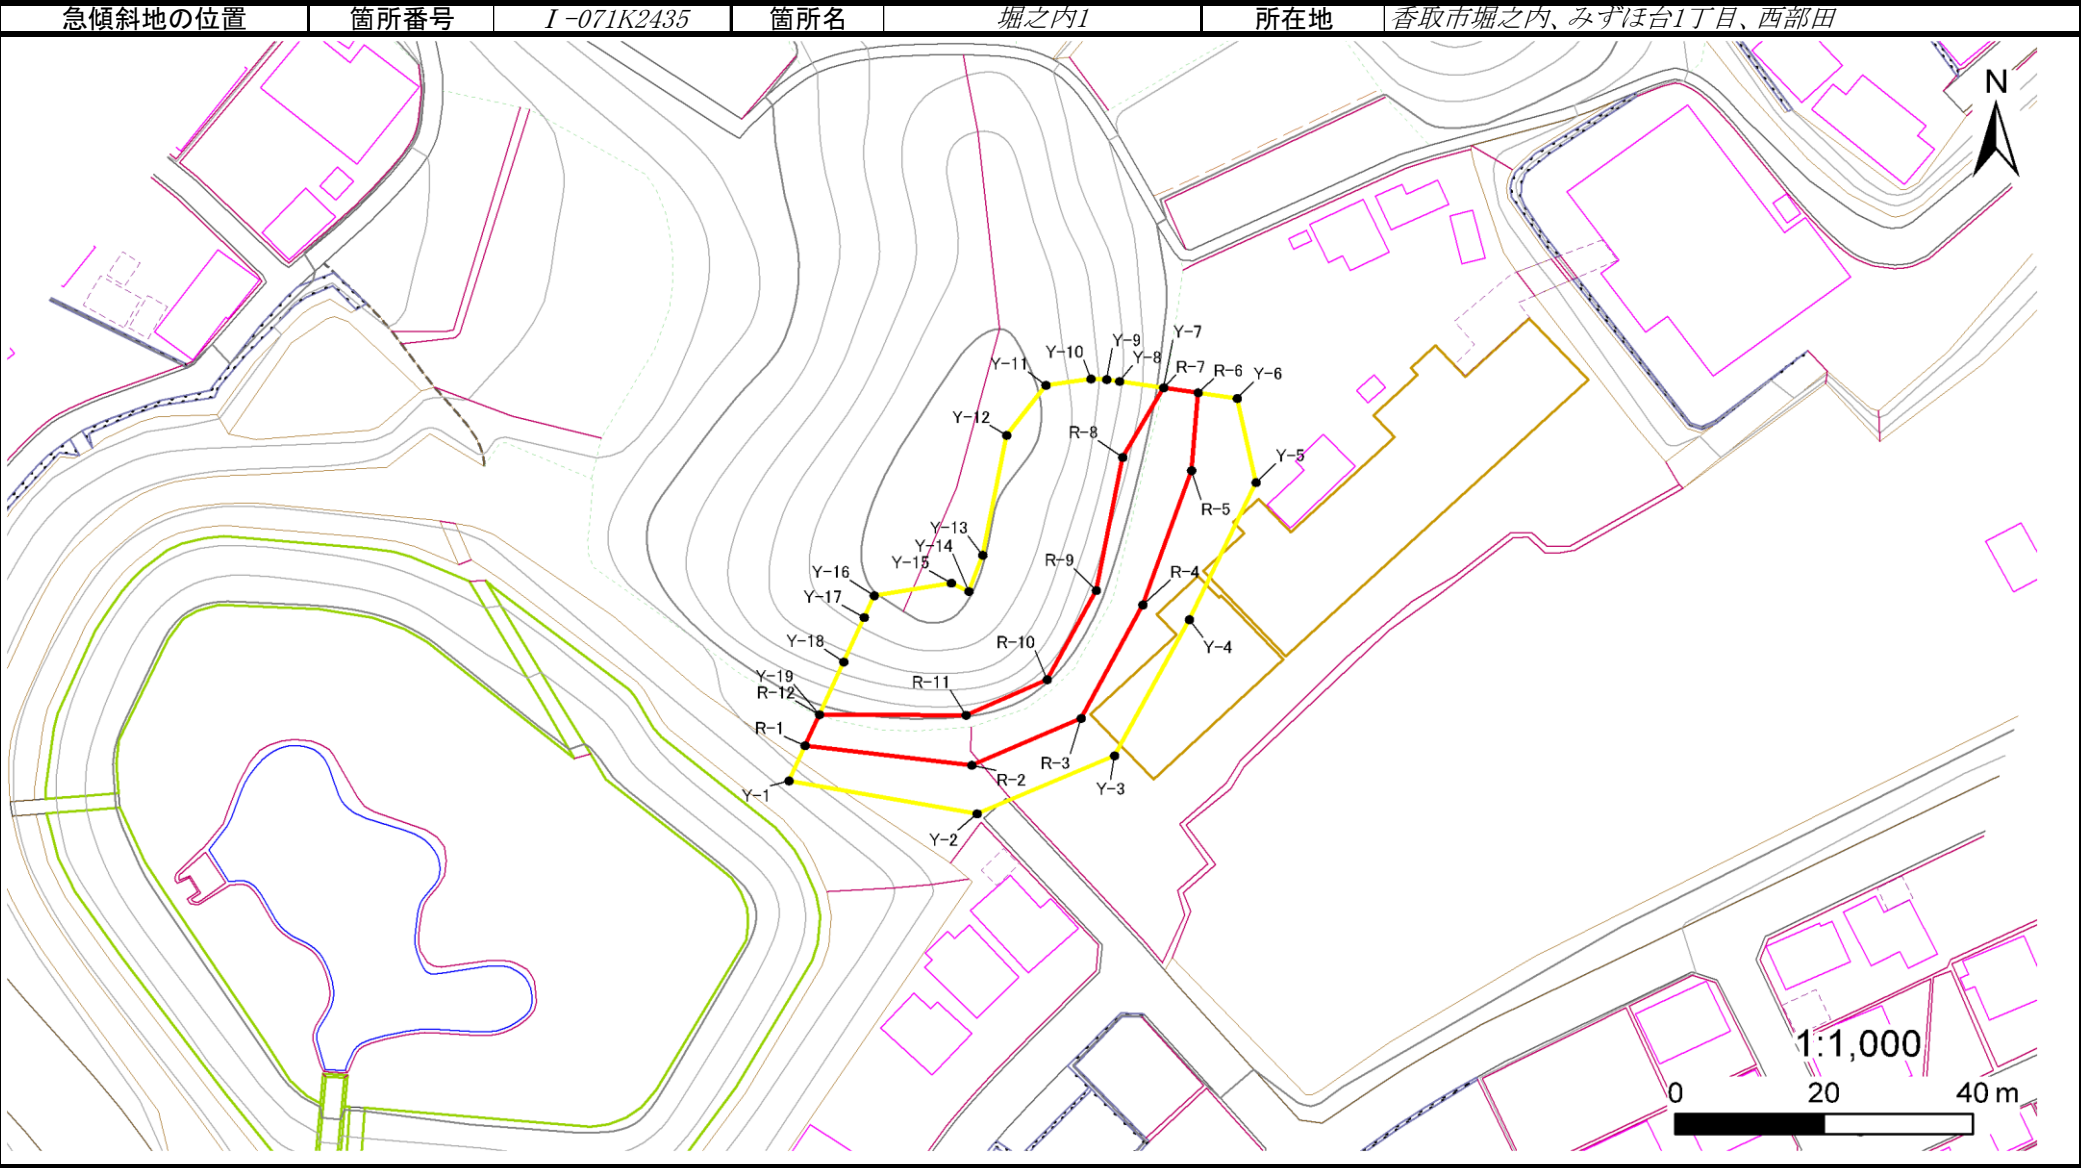 急傾斜地の位置 箇所番号 Ⅰ-071K2435 箇所名 堀之内1 所在地 香取市堀之内、みずほ台1丁目、西部田
N
Y-7
Y-9
Y-10
Y-8
Y-11
R-7
R-6
Y-6
Y-12
R-8
Y-5
R-5
Y-13
Y-14
Y-15
R-9
Y-16
R-4
Y-17
Y-18
R-10
Y-4
Y-19
R-11
R-12
R-1
R-3
R-2
Y-1
Y-3
Y-2
1:1,000
0 20 40 m